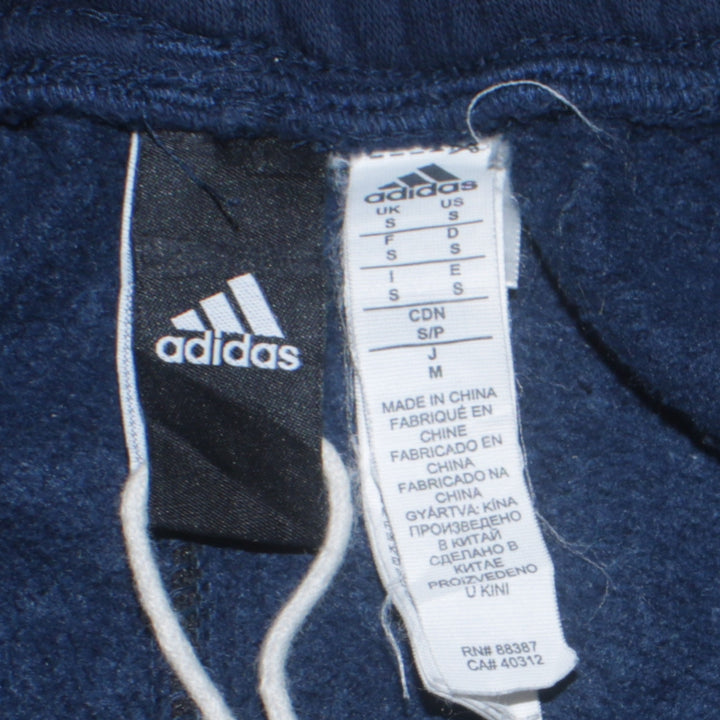 adidas
adidas
UK US
S S
F D
S S
I E
S S
CDN
S/P
J
M
MADE IN CHINA
FABRIQUÉ EN
CHINE
FABRICADO EN
CHINA
FABRICADO NA
CHINA
GYÁRTVA: KÍNA
ПРОИЗВЕДЕНО
В КИТАЙ
СДЕЛАНО В
КИТАЕ
PROIZVEDENO
U KINI
RN# 88387
CA# 40312